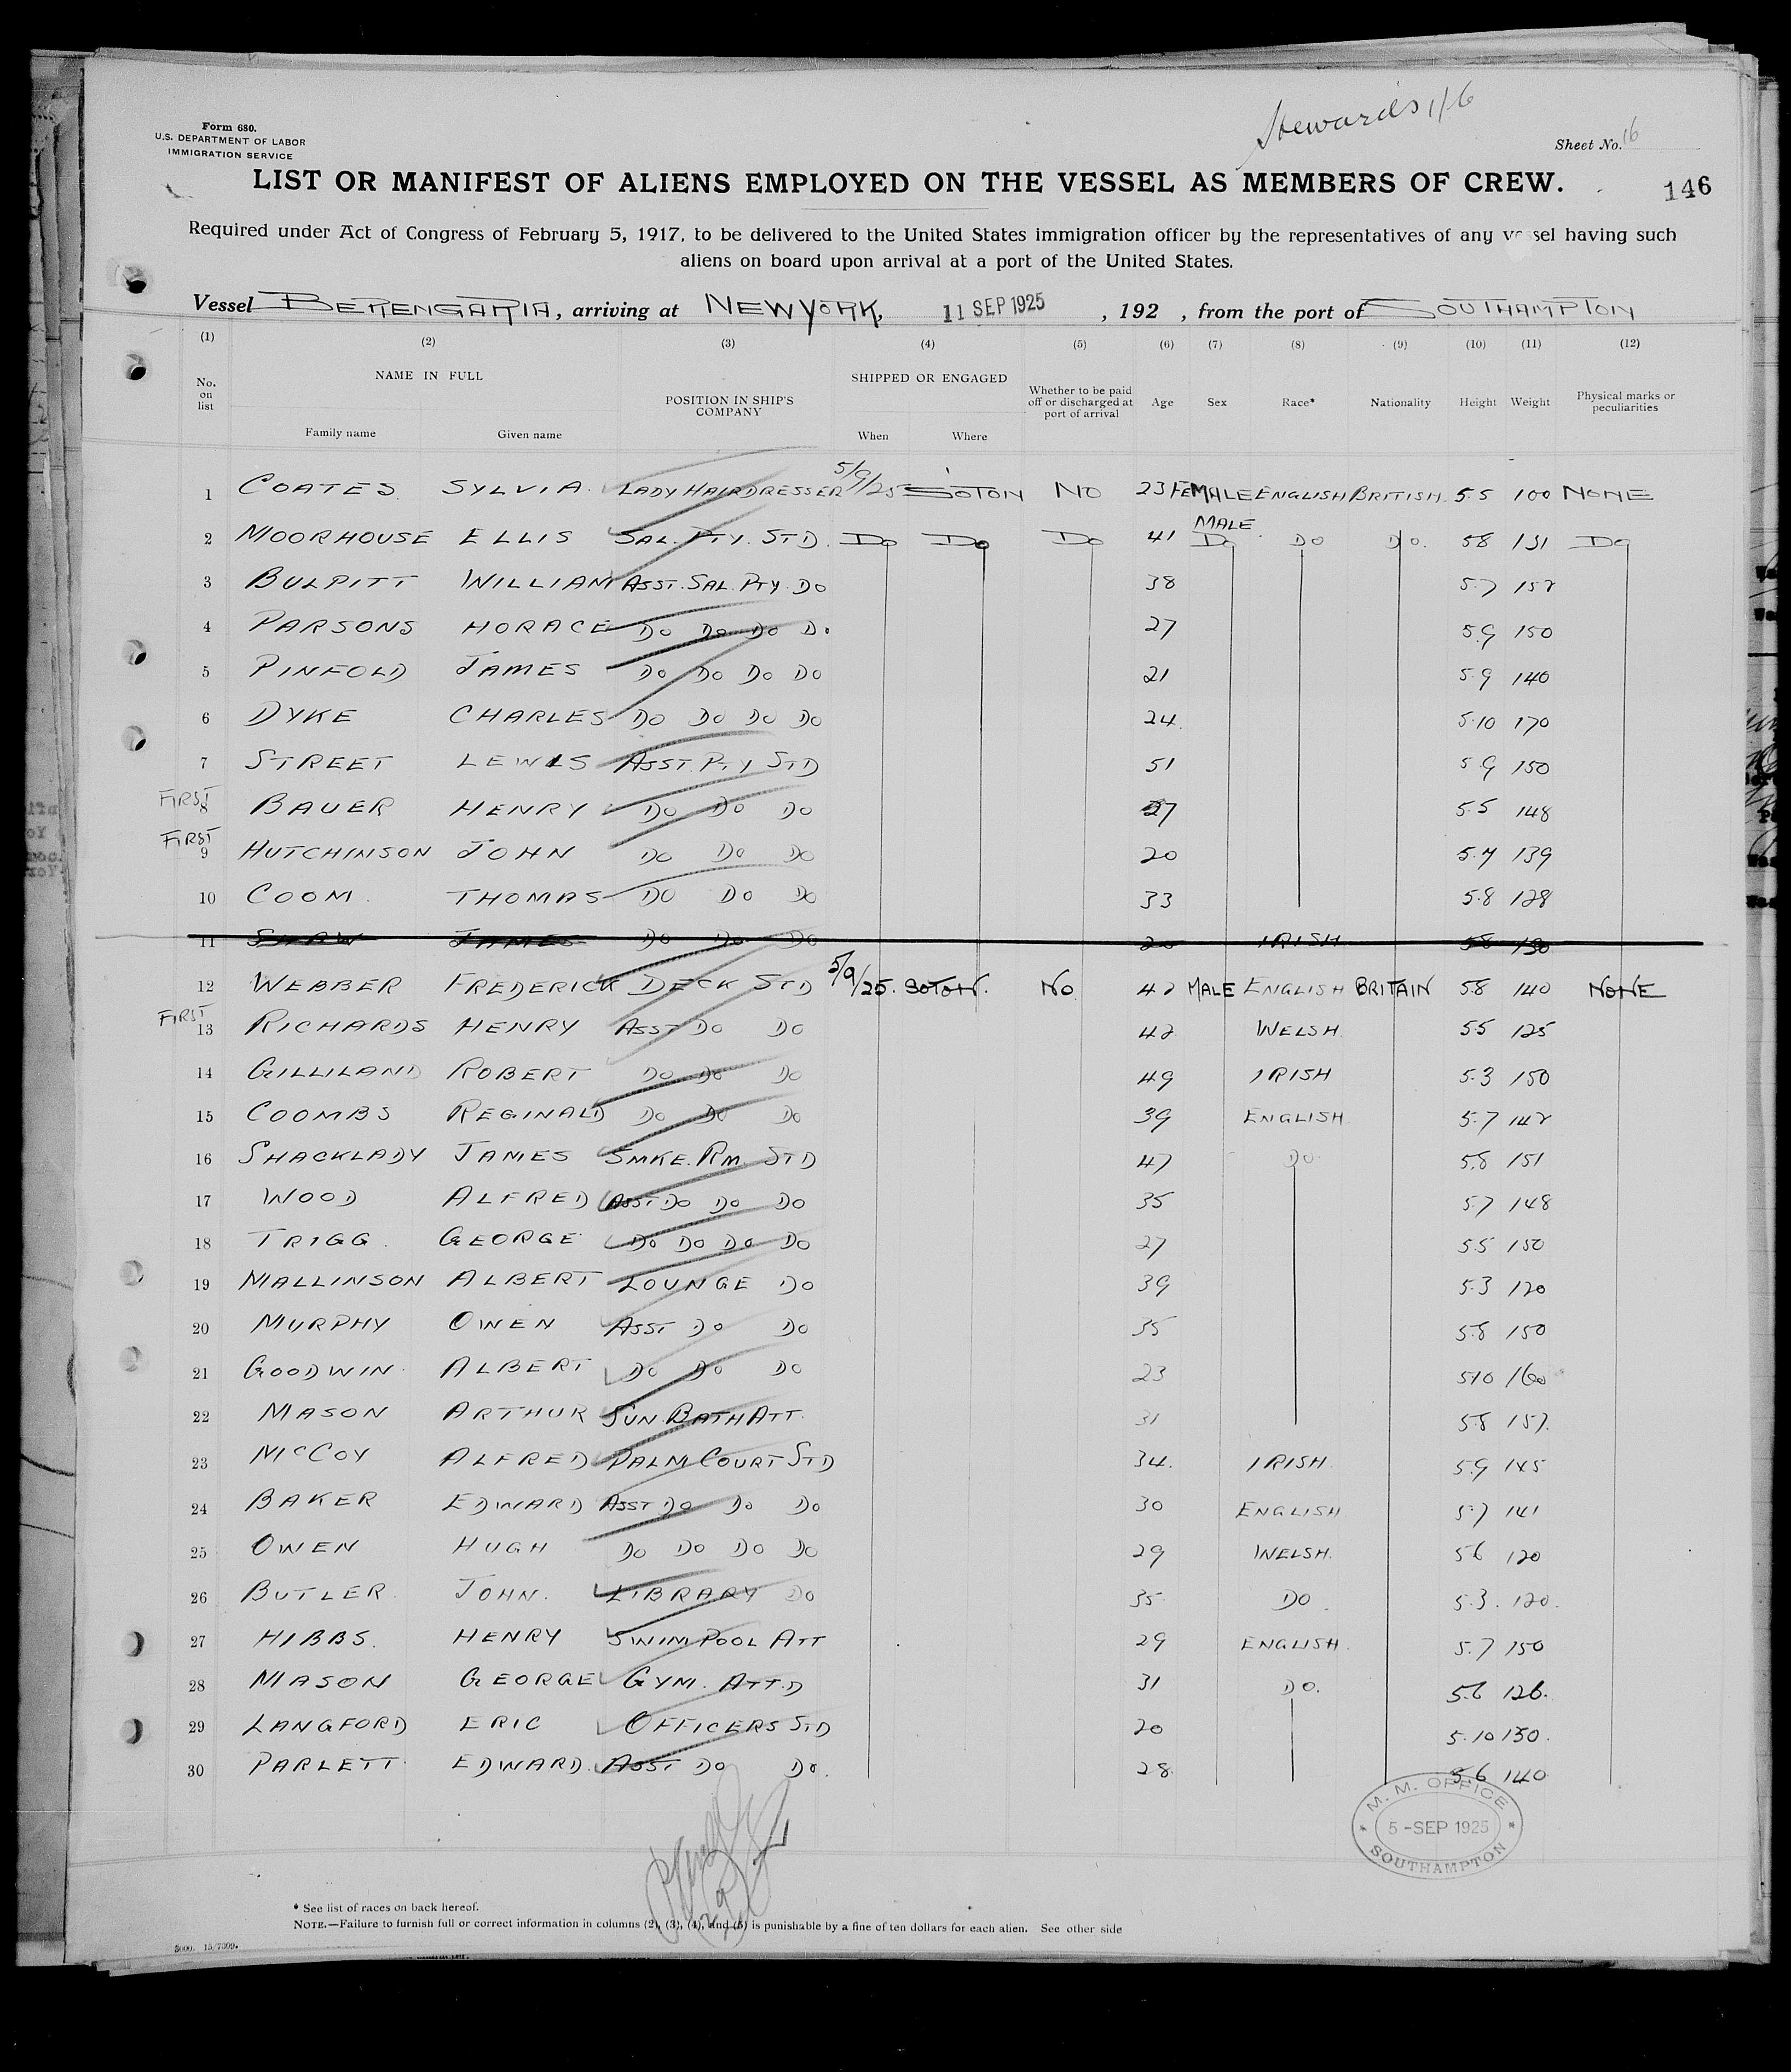 Stewards 1/6
Form 680.
U.S. DEPARTMENT OF LABOR
IMMIGRATION SERVICE
Sheet No. 16
LIST OR MANIFEST OF ALIENS EMPLOYED ON THE VESSEL AS MEMBERS OF CREW.
146
Required under Act of Congress of February 5, 1917, to be delivered to the United States immigration officer by the representatives of any vessel having such
aliens on board upon arrival at a port of the United States.
Vessel BERENGARIA, arriving at NEW YORK, 11 SEP 1925, 192 , from the port of SOUTHAMPTON
(1) (2) (3) (4) (5) (6) (7) (8) (9) (10) (11) (12)
No. on list NAME IN FULL Family name Given name POSITION IN SHIP'S COMPANY SHIPPED OR ENGAGED When Where Whether to be paid off or discharged at port of arrival Age Sex Race* Nationality Height Weight Physical marks or peculiarities
1 COATES. SYLVIA. LADY HAIRDRESSER 5/9/25 SOTON NO 23 FEMALE ENGLISH BRITISH. 5.5 100 NONE
2 MOORHOUSE ELLIS SAL. PTY. STD. DO DO DO 41 MALE DO DO DO. 58 131 DO
3 BULPITT WILLIAM ASST. SAL. PTY. DO 38 5.7 152
4 PARSONS HORACE DO DO DO DO 27 5.9 150
5 PINFOLD JAMES DO DO DO DO 21 5.9 140
6 DYKE CHARLES DO DO DO DO 24. 5.10 170
7 STREET LEWIS ASST. PTY STD 51 5 9 150
FIRST 8 BAUER HENRY DO DO DO 27 5.5 148
FIRST 9 HUTCHINSON JOHN DO DO DO 20 5.7 139
10 COOM. THOMAS DO DO DO 33 5.8 128
11 SHAW JAMES DO DO DO 20 IRISH 58 130
12 WEBBER FREDERICK DECK STD 5/9/25. SOTON. NO 42 MALE ENGLISH BRITAIN 58 140 NONE
FIRST 13 RICHARDS HENRY ASST DO DO 42 WELSH 55 125
14 GILLILAND ROBERT DO DO DO 49 IRISH 5.3 150
15 COOMBS REGINALD DO DO DO 39 ENGLISH. 5.7 142
16 SHACKLADY JAMES SMKE. RM. STD 47 DO. 5.8 151
17 WOOD ALFRED ASST DO DO DO 35 5.7 148
18 TRIGG. GEORGE DO DO DO DO 27 5.5 150
19 MALLINSON ALBERT LOUNGE DO 39 5.3 120
20 MURPHY OWEN ASST DO DO 35 5.8 150
21 GOODWIN. ALBERT DO DO DO 23 510 160
22 MASON ARTHUR SUN. BATH ATT. 31 5.8 157.
23 McCOY ALFRED PALM COURT STD 34. IRISH 5.9 145
24 BAKER EDWARD ASST DO DO DO 30 ENGLISH 5.7 141
25 OWEN HUGH DO DO DO DO 29 WELSH. 56 120
26 BUTLER JOHN. LIBRARY DO 35 DO. 5.3. 120.
27 HIBBS. HENRY SWIM POOL ATT 29 ENGLISH. 5.7 150
28 MASON GEORGE GYM. ATT.D 31 DO. 5.6 126.
29 LANGFORD ERIC OFFICERS STD 20 5.10 130.
30 PARLETT EDWARD. ASST DO DO. 28 5.6 140
M. M. OFFICE
5-SEP 1925
SOUTHAMPTON
29
* See list of races on back hereof.
NOTE.—Failure to furnish full or correct information in columns (2), (3), (4), and (5) is punishable by a fine of ten dollars for each alien. See other side
5000. 15/7399.